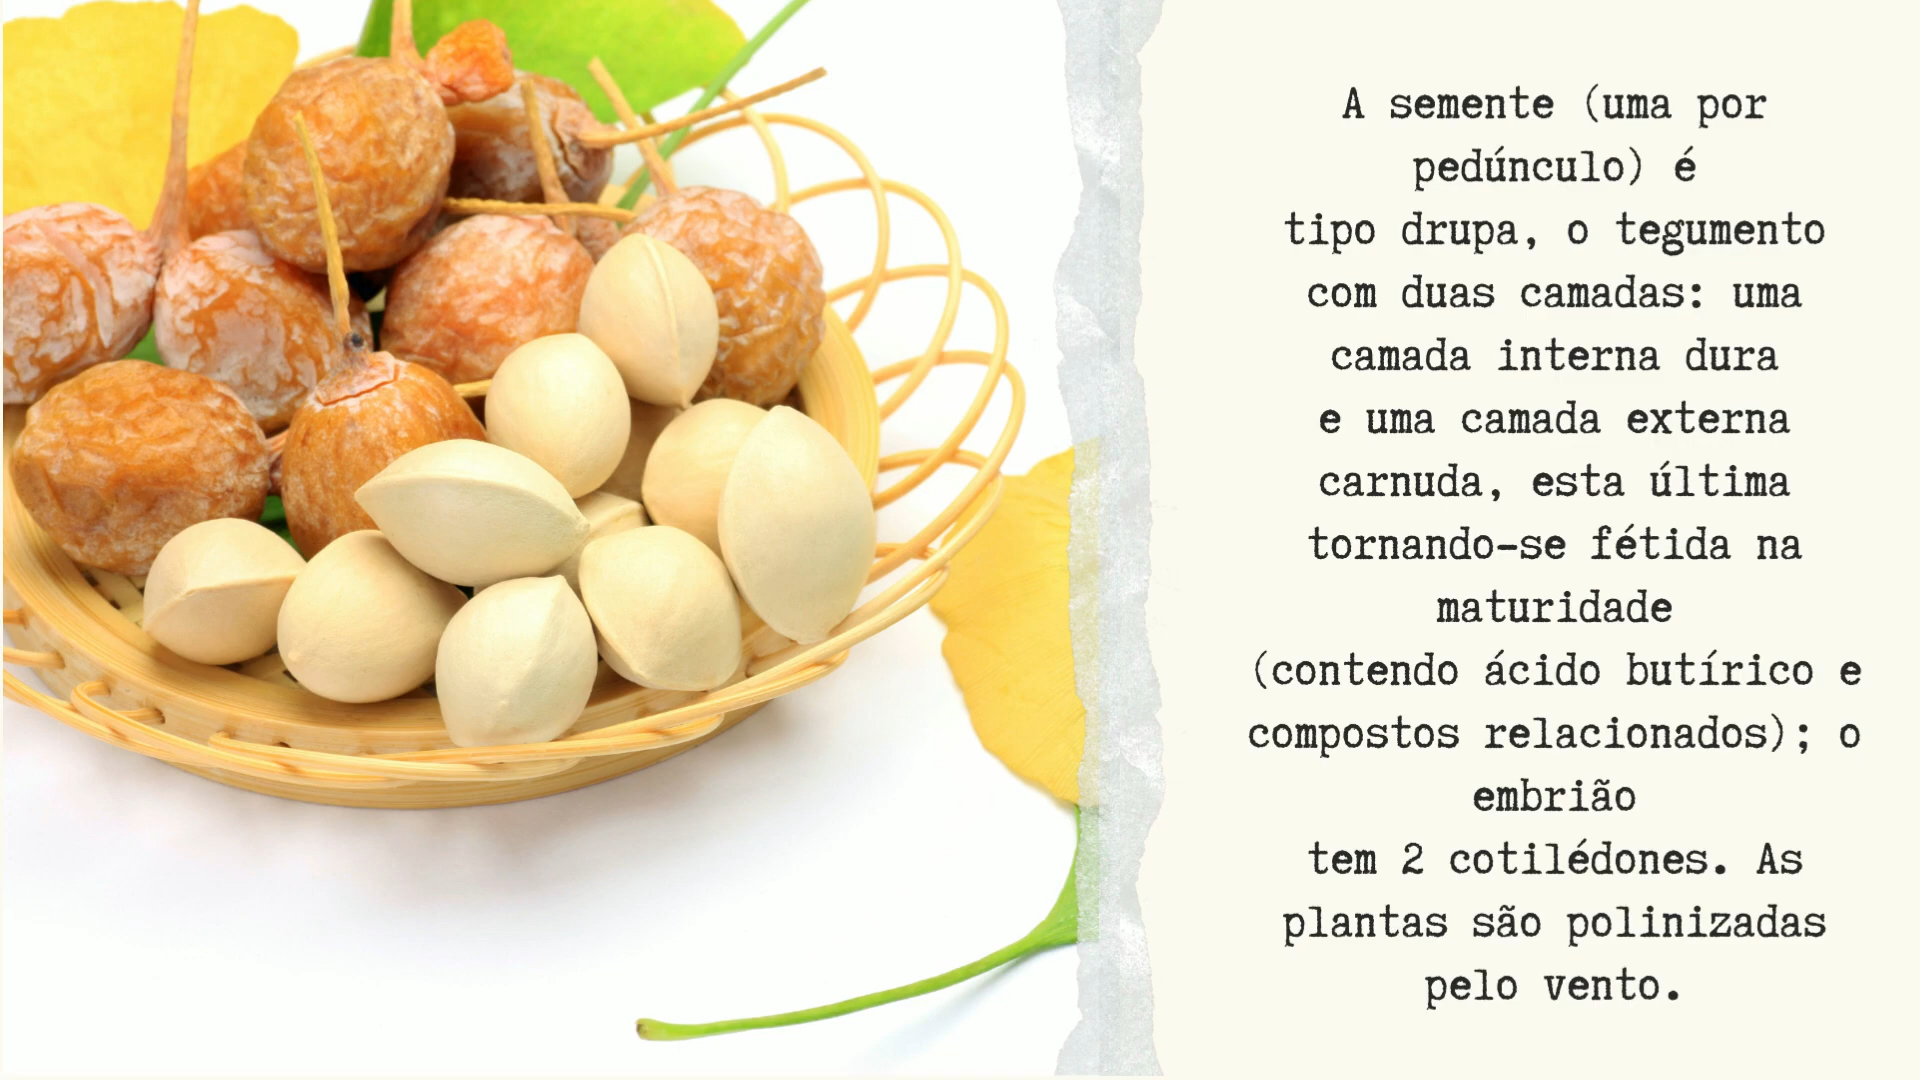 A semente (uma por
pedúnculo) é
tipo drupa, o tegumento
com duas camadas: uma
camada interna dura
e uma camada externa
carnuda, esta última
tornando-se fétida na
maturidade
(contendo ácido butírico e
compostos relacionados); o
embrião
tem 2 cotilédones. As
plantas são polinizadas
pelo vento.